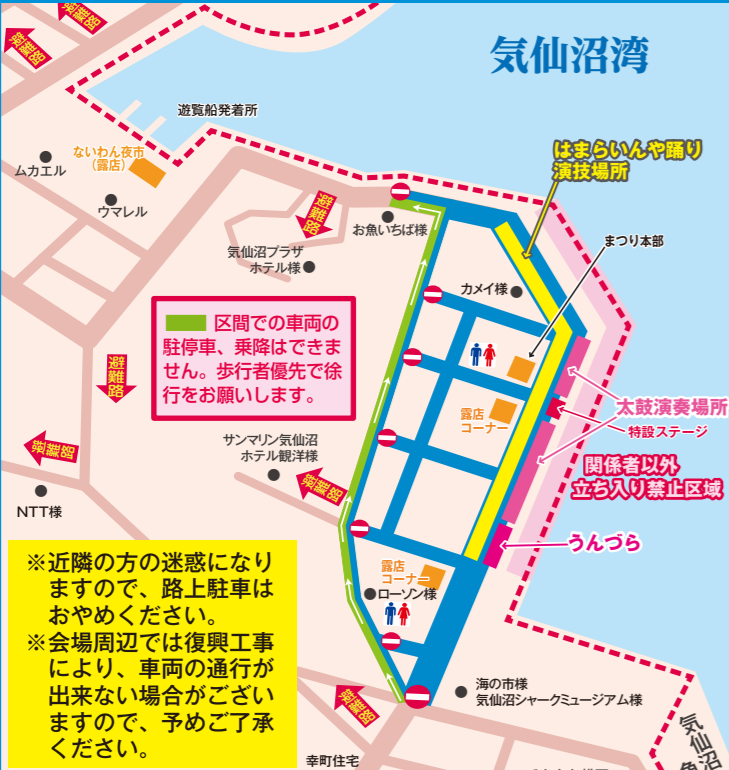 避難路
避難路
気仙沼湾
遊覧船発着所
ないわん夜市
(露店)
ムカエル
ウマレル
はまらいんや踊り
演技場所
避難路
お魚いちば様
まつり本部
気仙沼プラザ
ホテル様
カメイ様
区間での車両の
駐停車、乗降はできま
せん。歩行者優先で徐
行をお願いします。
避難路
露店
コーナー
太鼓演奏場所
特設ステージ
サンマリン気仙沼
ホテル観洋様
避難路
関係者以外
立ち入り禁止区域
避難路
NTT様
うんづら
※近隣の方の迷惑になり
ますので、路上駐車は
おやめください。
※会場周辺では復興工事
により、車両の通行が
出来ない場合がござい
ますので、予めご了承
ください。
露店
コーナー
ローソン様
避難路
海の市様
気仙沼シャークミュージアム様
幸町住宅
気仙沼